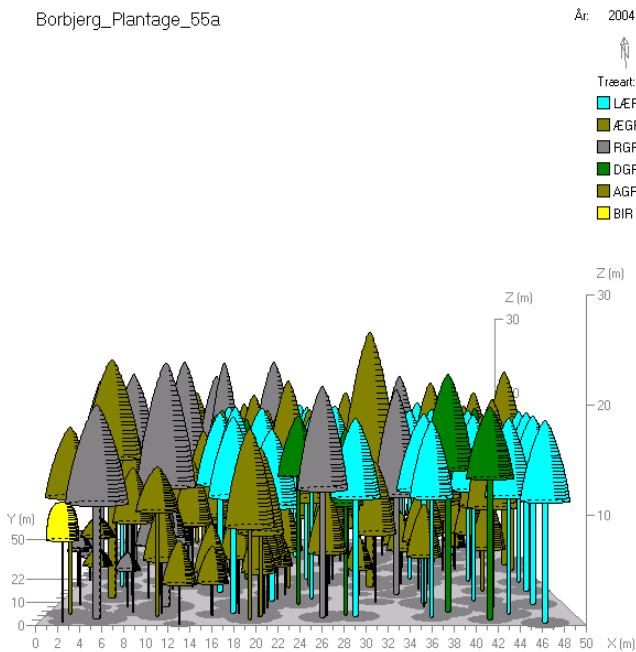 Borbjerg_Plantage_55a
År: 2004
N
Træart:
LÆF
ÆGF
RGF
DGF
AGF
BIR
Z (m)
30
20
10
Z (m)
30
Y (m)
50
22
10
0
0 2 4 6 8 10 12 14 16 18 20 22 24 26 28 30 32 34 36 38 40 42 44 46 50
X (m)